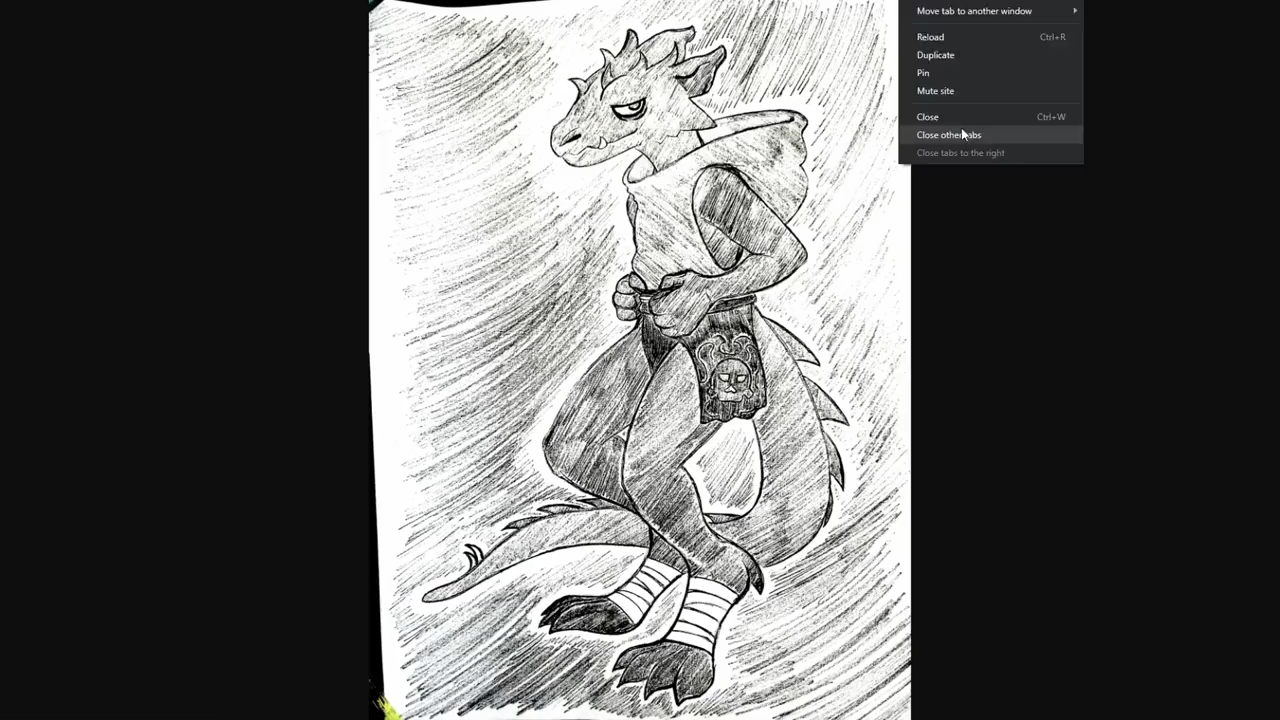 Move tab to another window
Reload Ctrl+R
Duplicate
Pin
Mute site
Close Ctrl+W
Close other tabs
Close tabs to the right